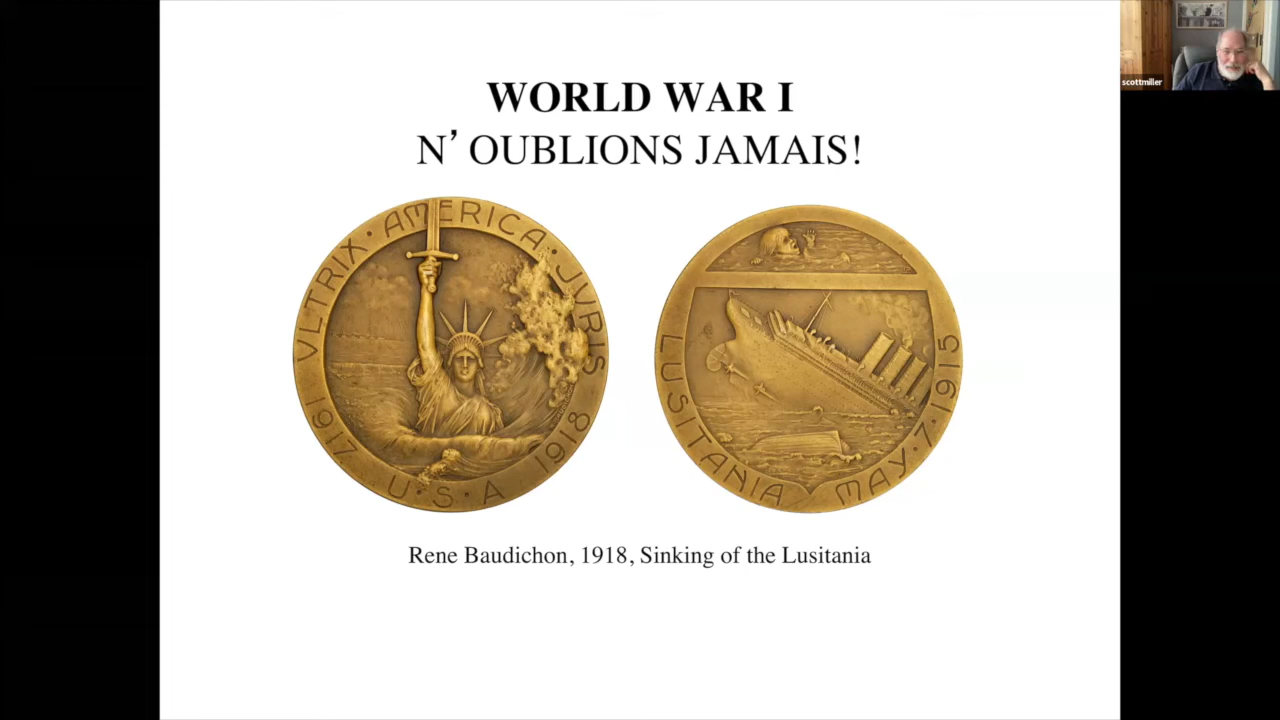 WORLD WAR I
N’ OUBLIONS JAMAIS!
VLTRIX · AMERICA · JVRIS
1917 U · S · A 1918
LUSITANIA MAY · 7 · 1915
Rene Baudichon, 1918, Sinking of the Lusitania
scottmiller